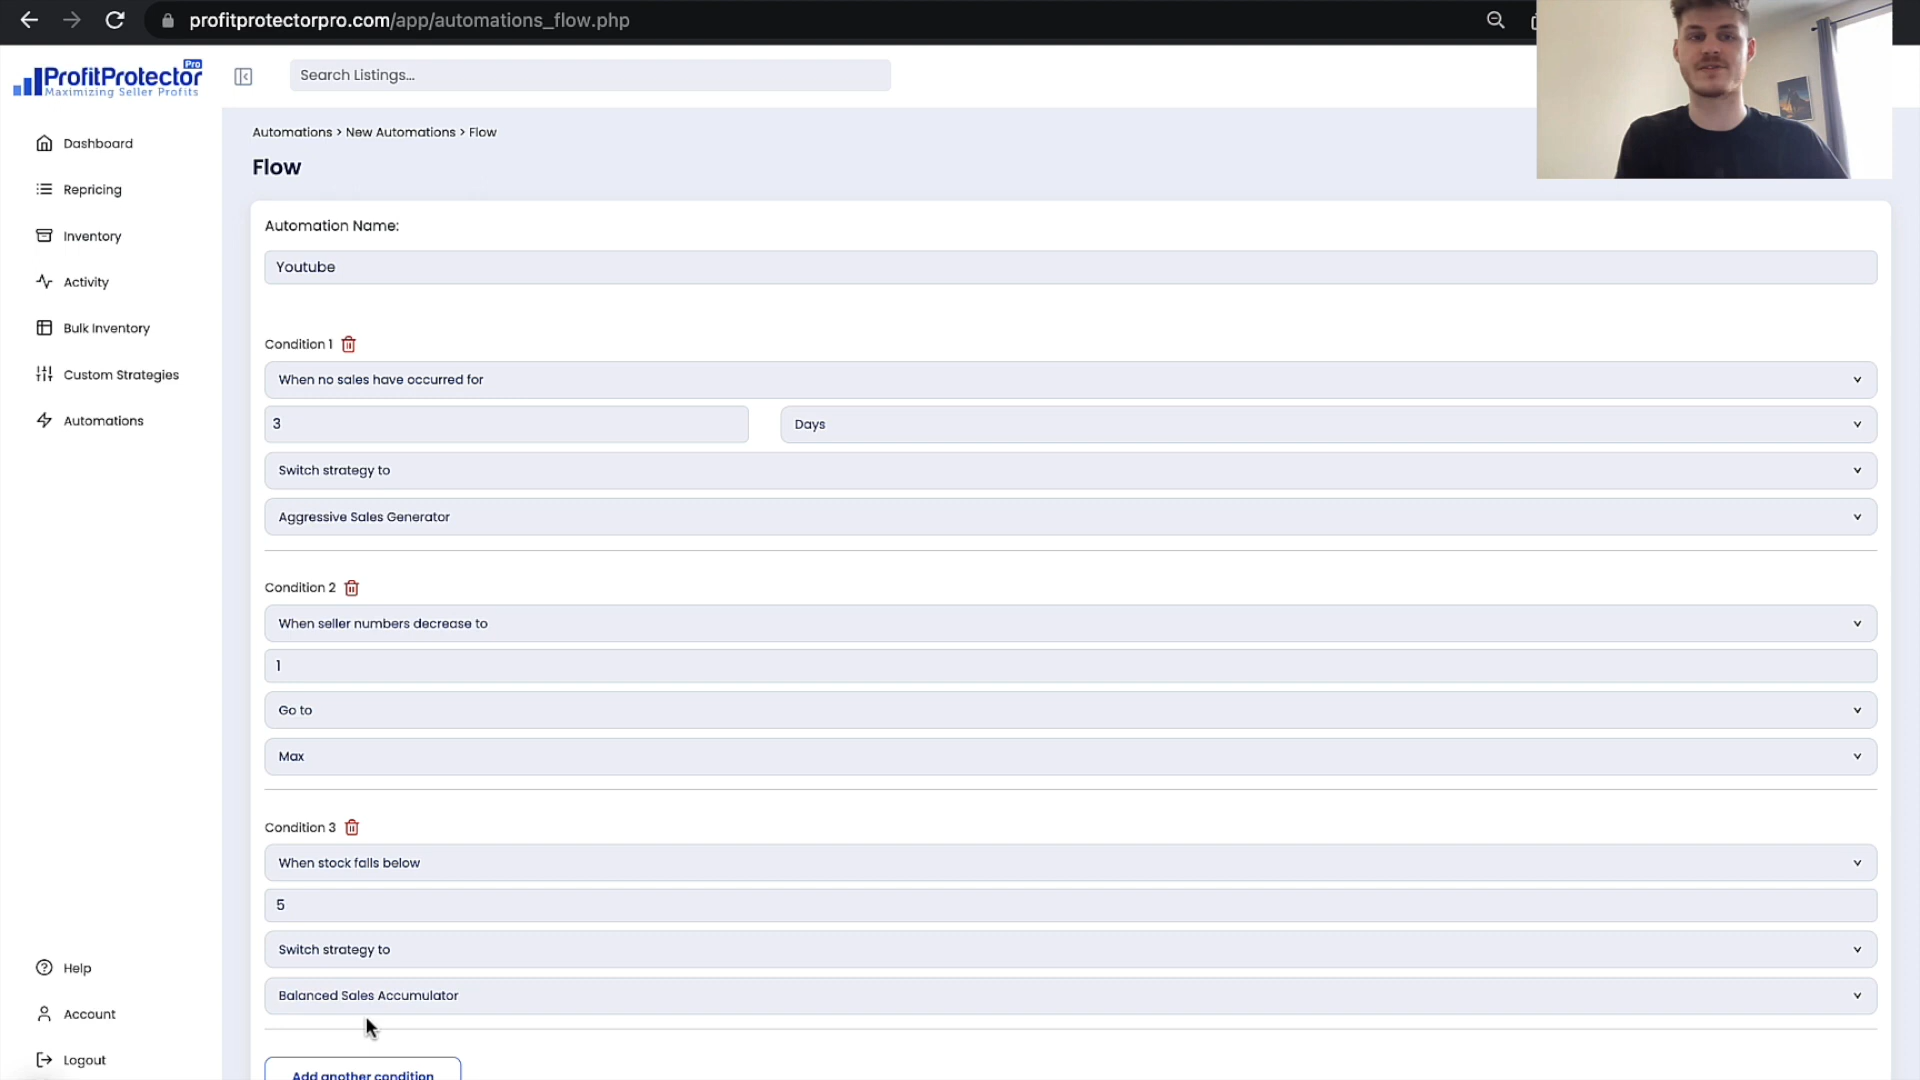 profitprotectorpro.com/app/automations_flow.php
ProfitProtector Pro
Maximizing Seller Profits
Search Listings...
Dashboard
Repricing
Inventory
Activity
Bulk Inventory
Custom Strategies
Automations
Help
Account
Logout
Automations > New Automations > Flow
Flow
Automation Name:
Youtube
Condition 1
When no sales have occurred for
3 Days
Switch strategy to
Aggressive Sales Generator
Condition 2
When seller numbers decrease to
1
Go to
Max
Condition 3
When stock falls below
5
Switch strategy to
Balanced Sales Accumulator
Add another condition